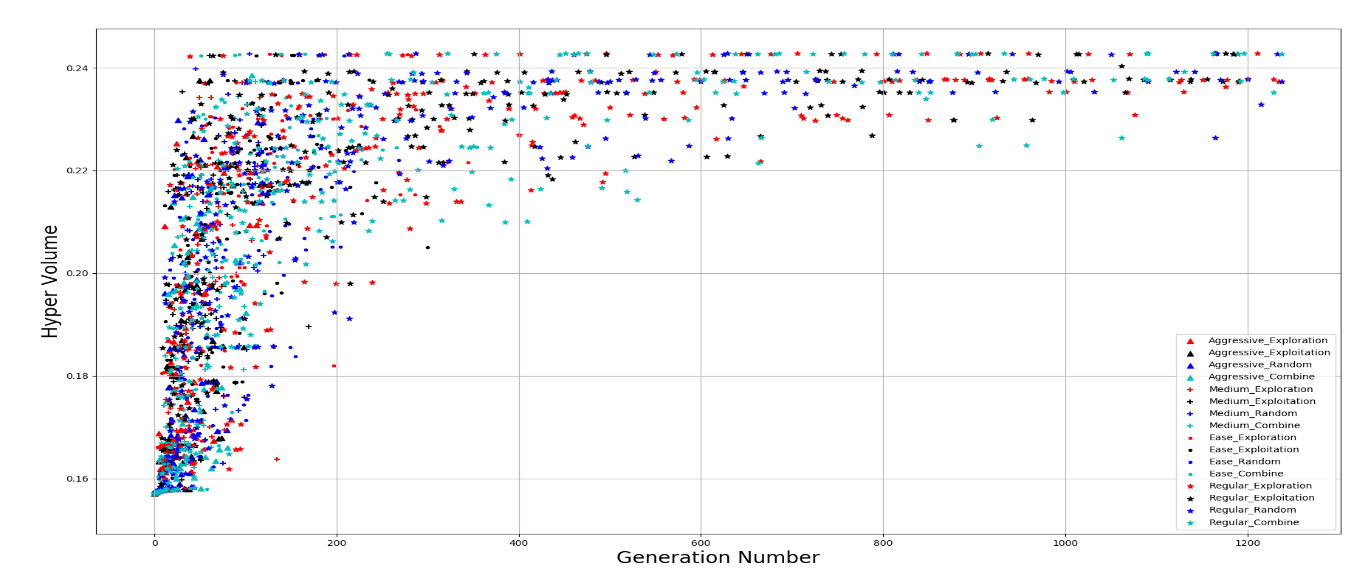 0.24
0.22
0.20
0.18
0.16
Hyper Volume
0
200
400
600
800
1000
1200
Generation Number
Aggressive_Exploration
Aggressive_Exploitation
Aggressive_Random
Aggressive_Combine
Medium_Exploration
Medium_Exploitation
Medium_Random
Medium_Combine
Ease_Exploration
Ease_Exploitation
Ease_Random
Ease_Combine
Regular_Exploration
Regular_Exploitation
Regular_Random
Regular_Combine